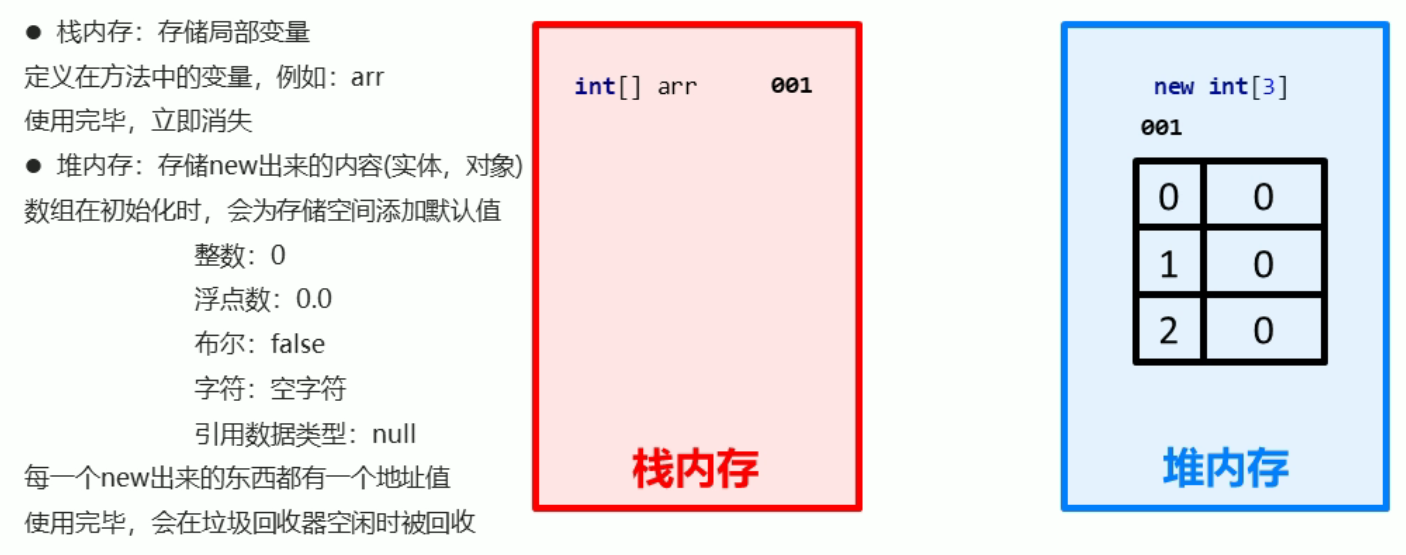 ● 栈内存：存储局部变量
定义在方法中的变量，例如：arr
使用完毕，立即消失
● 堆内存：存储new出来的内容(实体，对象)
数组在初始化时，会为存储空间添加默认值
整数：0
浮点数：0.0
布尔：false
字符：空字符
引用数据类型：null
每一个new出来的东西都有一个地址值
使用完毕，会在垃圾回收器空闲时被回收
int[] arr 001
栈内存
new int[3]
001
0 0
1 0
2 0
堆内存